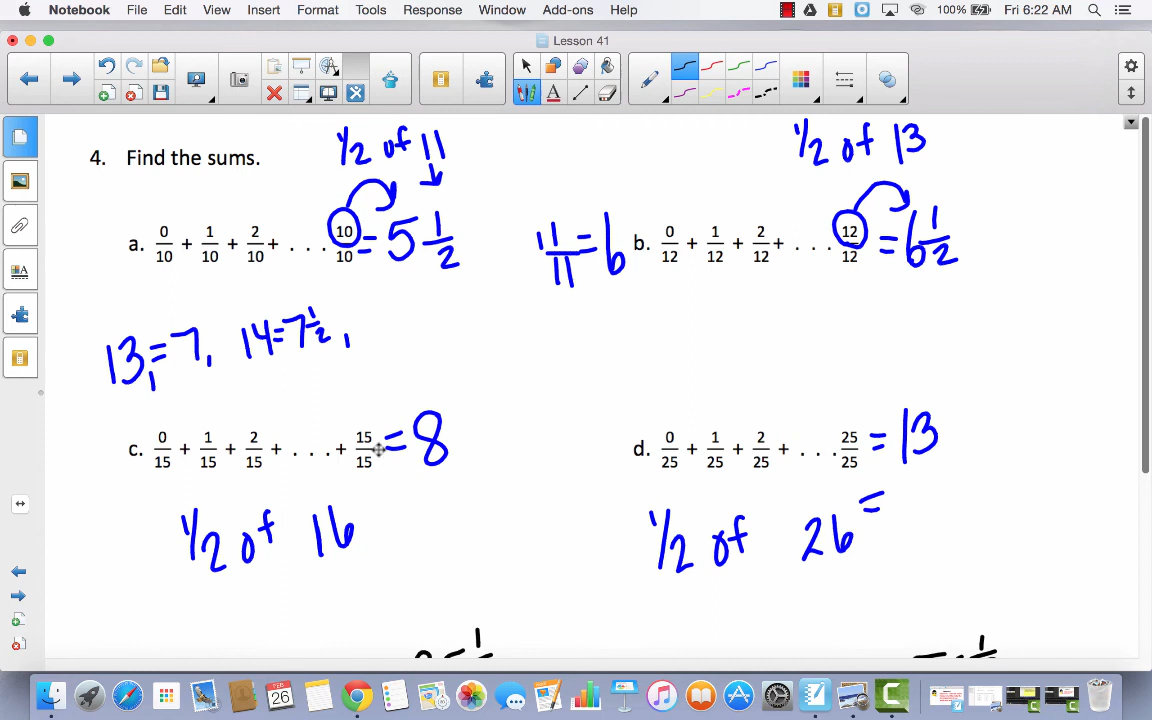 Notebook File Edit View Insert Format Tools Response Window Add-ons Help 100% Fri 6:22 AM
Lesson 41
4. Find the sums.
1/2 of 11
1/2 of 13
a. 0/10 + 1/10 + 2/10 + . . . 10/10 = 5 1/2
11/11 = 6
b. 0/12 + 1/12 + 2/12 + . . . 12/12 = 6 1/2
13 = 7, 14 = 7 1/2,
c. 0/15 + 1/15 + 2/15 + . . . + 15/15 = 8
d. 0/25 + 1/25 + 2/25 + . . . 25/25 = 13
1/2 of 16
1/2 of 26 =
FEB
26